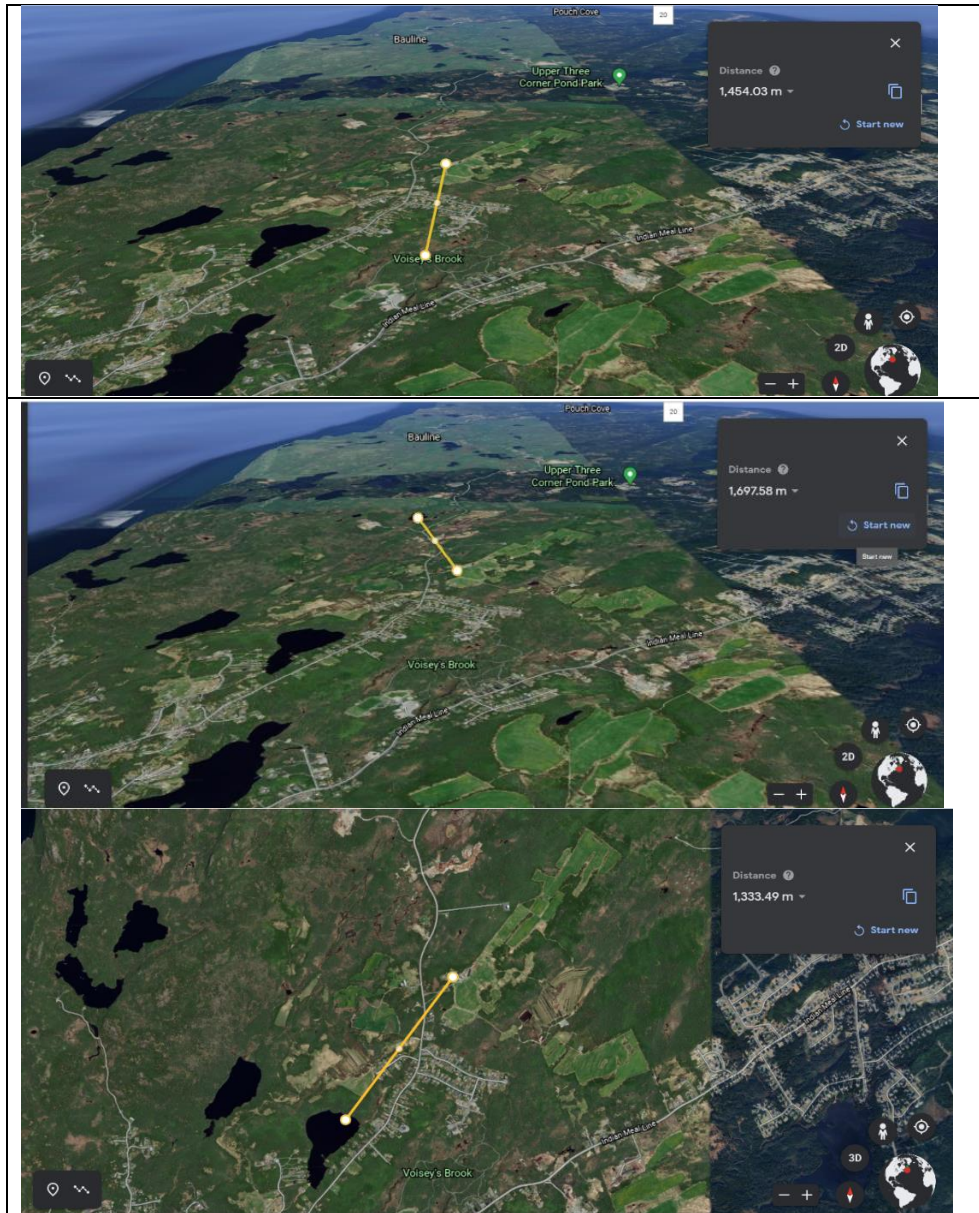 Pouch Cove
20
Bauline
Upper Three
Corner Pond Park
Distance
1,454.03 m
Start new
Indian Meal Line
Voisey's Brook
Indian Meal Line
2D
Pouch Cove
20
Bauline
Upper Three
Corner Pond Park
Distance
1,697.58 m
Start new
Start new
Indian Meal Line
Voisey's Brook
Indian Meal Line
2D
Distance
1,333.49 m
Start new
Indian Meal Line
Indian Meal Line
3D
Voisey's Brook